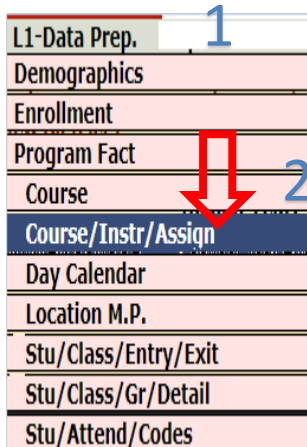 L1-Data Prep. 1
Demographics
Enrollment
Program Fact
Course 2
Course/Instr/Assign
Day Calendar
Location M.P.
Stu/Class/Entry/Exit
Stu/Class/Gr/Detail
Stu/Attend/Codes